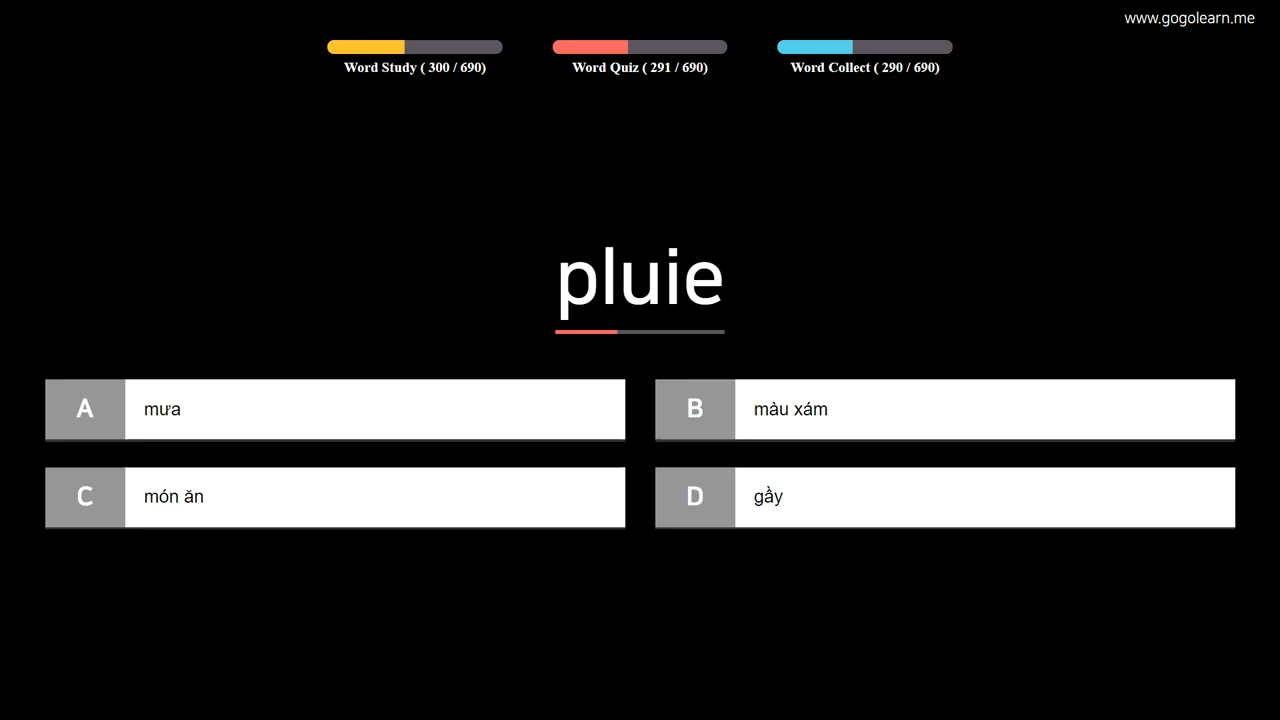 www.gogolearn.me
Word Study ( 300 / 690)
Word Quiz ( 291 / 690)
Word Collect ( 290 / 690)
pluie
A mưa
B màu xám
C món ăn
D gầy